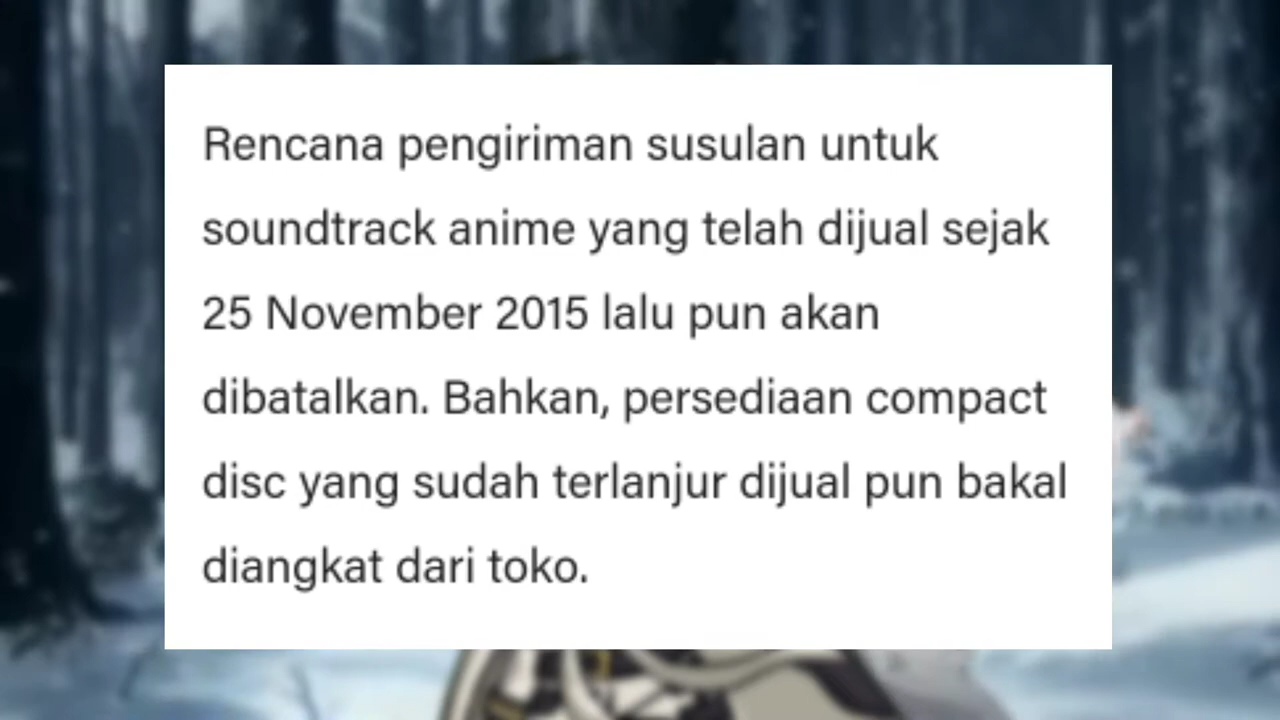 Rencana pengiriman susulan untuk
soundtrack anime yang telah dijual sejak
25 November 2015 lalu pun akan
dibatalkan. Bahkan, persediaan compact
disc yang sudah terlanjur dijual pun bakal
diangkat dari toko.